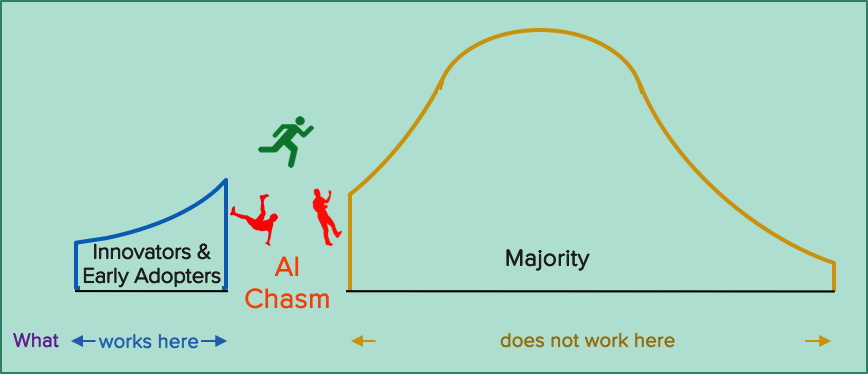 Innovators &
Early Adopters
AI
Chasm
Majority
What works here does not work here